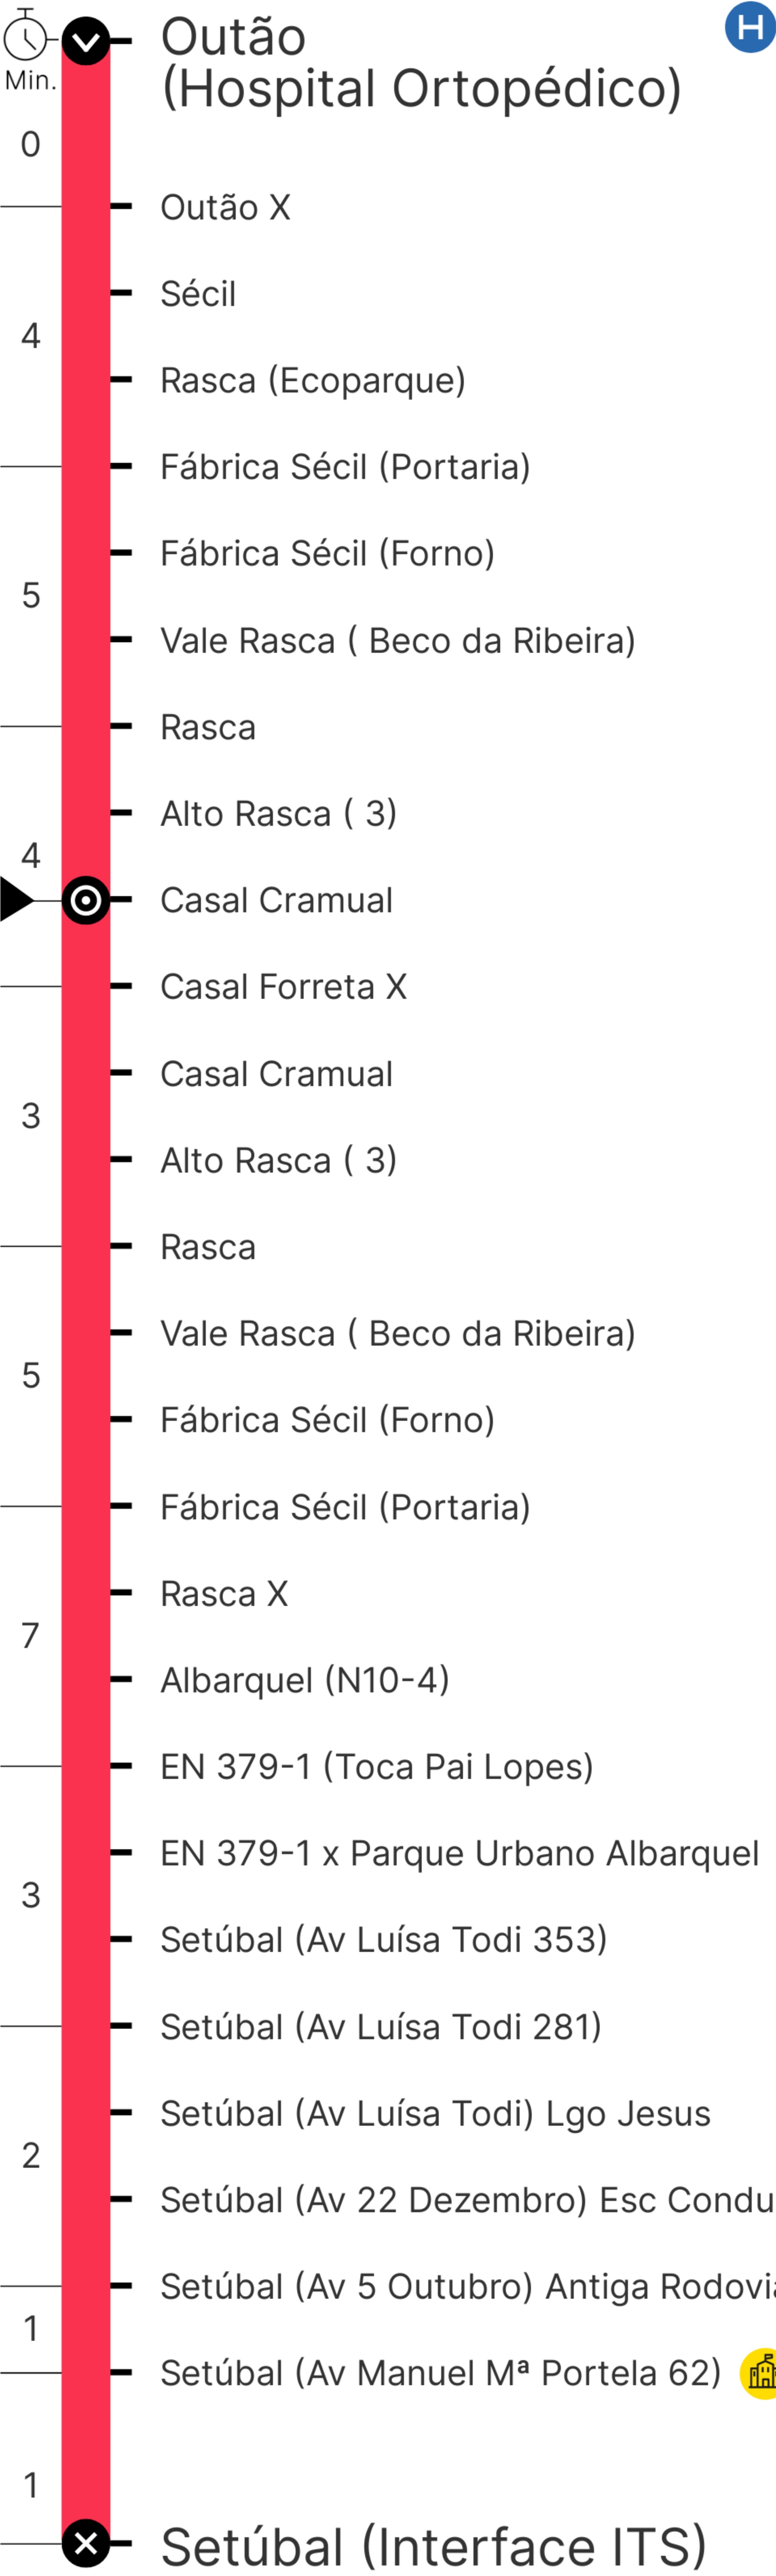 Min.
Outão
(Hospital Ortopédico)
H
0
Outão X
Sécil
4
Rasca (Ecoparque)
Fábrica Sécil (Portaria)
Fábrica Sécil (Forno)
5
Vale Rasca ( Beco da Ribeira)
Rasca
Alto Rasca ( 3)
4
Casal Cramual
Casal Forreta X
Casal Cramual
3
Alto Rasca ( 3)
Rasca
Vale Rasca ( Beco da Ribeira)
5
Fábrica Sécil (Forno)
Fábrica Sécil (Portaria)
Rasca X
7
Albarquel (N10-4)
EN 379-1 (Toca Pai Lopes)
EN 379-1 x Parque Urbano Albarquel
3
Setúbal (Av Luísa Todi 353)
Setúbal (Av Luísa Todi 281)
Setúbal (Av Luísa Todi) Lgo Jesus
2
Setúbal (Av 22 Dezembro) Esc Condu
Setúbal (Av 5 Outubro) Antiga Rodovia
1
Setúbal (Av Manuel Mª Portela 62)
1
Setúbal (Interface ITS)